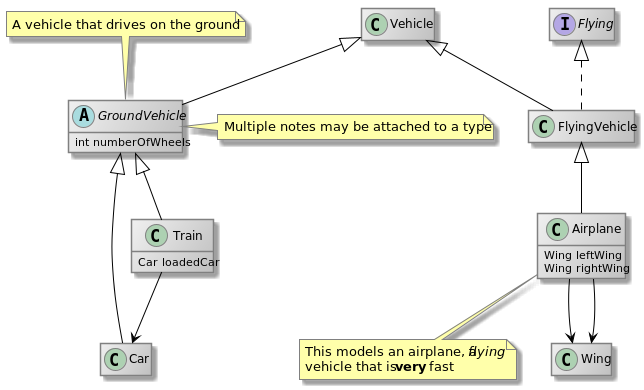 A vehicle that drives on the ground
C Vehicle
I Flying
A GroundVehicle
int numberOfWheels
Multiple notes may be attached to a type
C FlyingVehicle
C Train
Car loadedCar
C Airplane
Wing leftWing
Wing rightWing
This models an airplane, a flying
vehicle that is very fast
C Car
C Wing